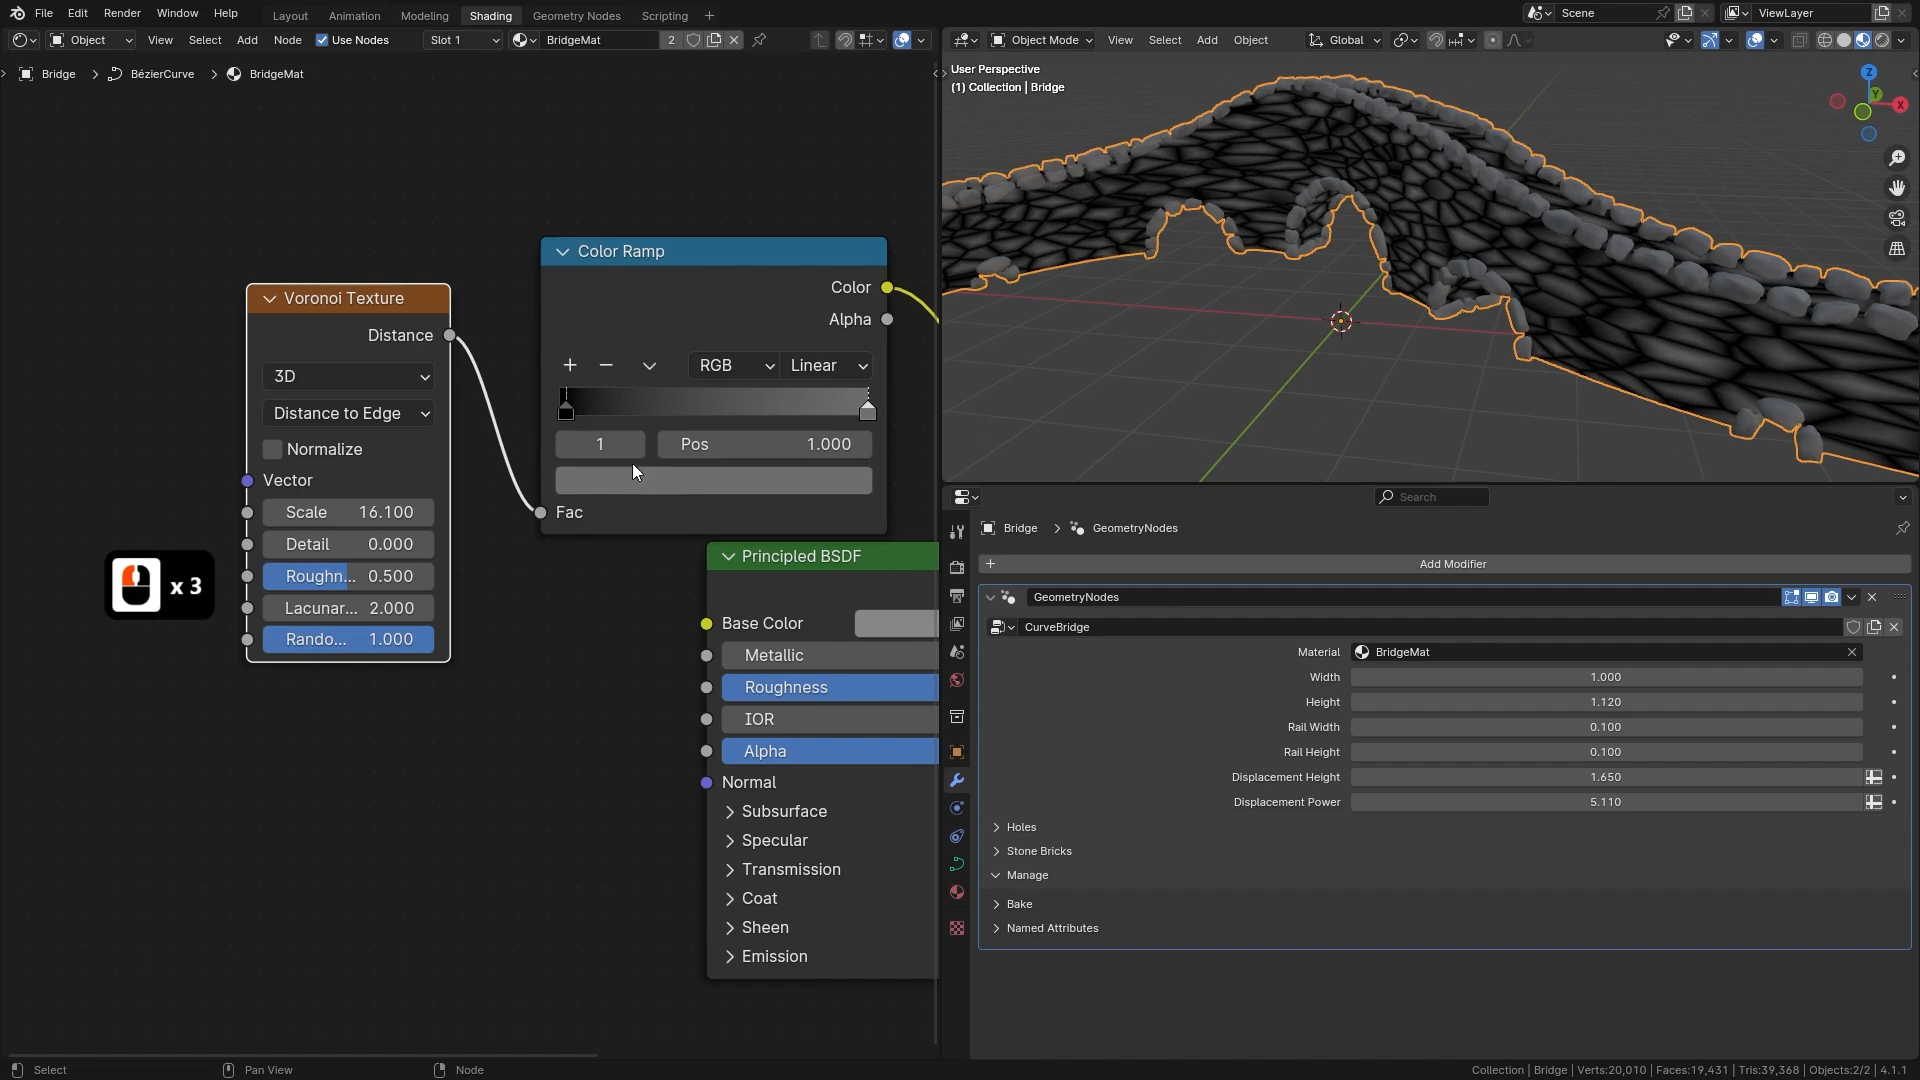 File Edit Render Window Help Layout Animation Modeling Shading Geometry Nodes Scripting + Scene ViewLayer
Object View Select Add Node Use Nodes Slot 1 BridgeMat 2 Object Mode View Select Add Object Global
Bridge > BézierCurve > BridgeMat
User Perspective
(1) Collection | Bridge
Z
Y
X
Color Ramp
Color
Alpha
+ − RGB Linear
1 Pos 1.000
Fac
Voronoi Texture
Distance
3D
Distance to Edge
Normalize
Vector
Scale 16.100
Detail 0.000
Roughn... 0.500
Lacunar... 2.000
Rando... 1.000
x 3
Principled BSDF
Base Color
Metallic
Roughness
IOR
Alpha
Normal
Subsurface
Specular
Transmission
Coat
Sheen
Emission
Search
Bridge > GeometryNodes
+ Add Modifier
GeometryNodes
CurveBridge
Material BridgeMat
Width 1.000
Height 1.120
Rail Width 0.100
Rail Height 0.100
Displacement Height 1.650
Displacement Power 5.110
Holes
Stone Bricks
Manage
Bake
Named Attributes
Select Pan View Node Collection | Bridge | Verts:20,010 | Faces:19,431 | Tris:39,368 | Objects:2/2 | 4.1.1